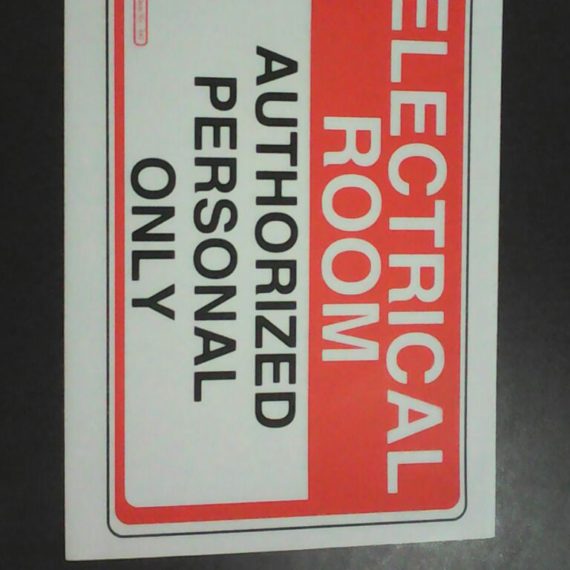 ELECTRICAL
ROOM
AUTHORIZED
PERSONAL
ONLY